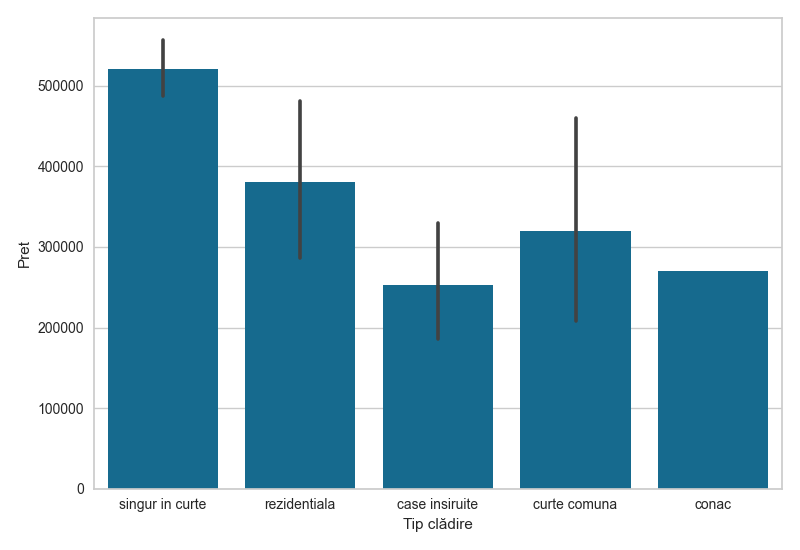 500000
400000
300000
200000
100000
0
Pret
singur in curte
rezidentiala
case insiruite
curte comuna
conac
Tip clădire